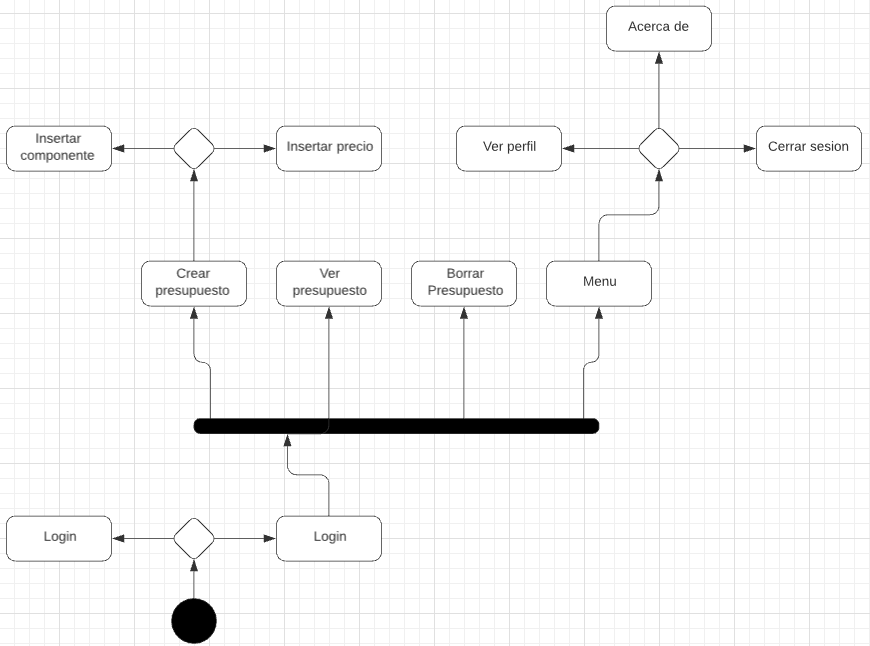 Acerca de
Insertar
componente
Insertar precio
Ver perfil
Cerrar sesion
Crear
presupuesto
Ver
presupuesto
Borrar
Presupuesto
Menu
Login
Login